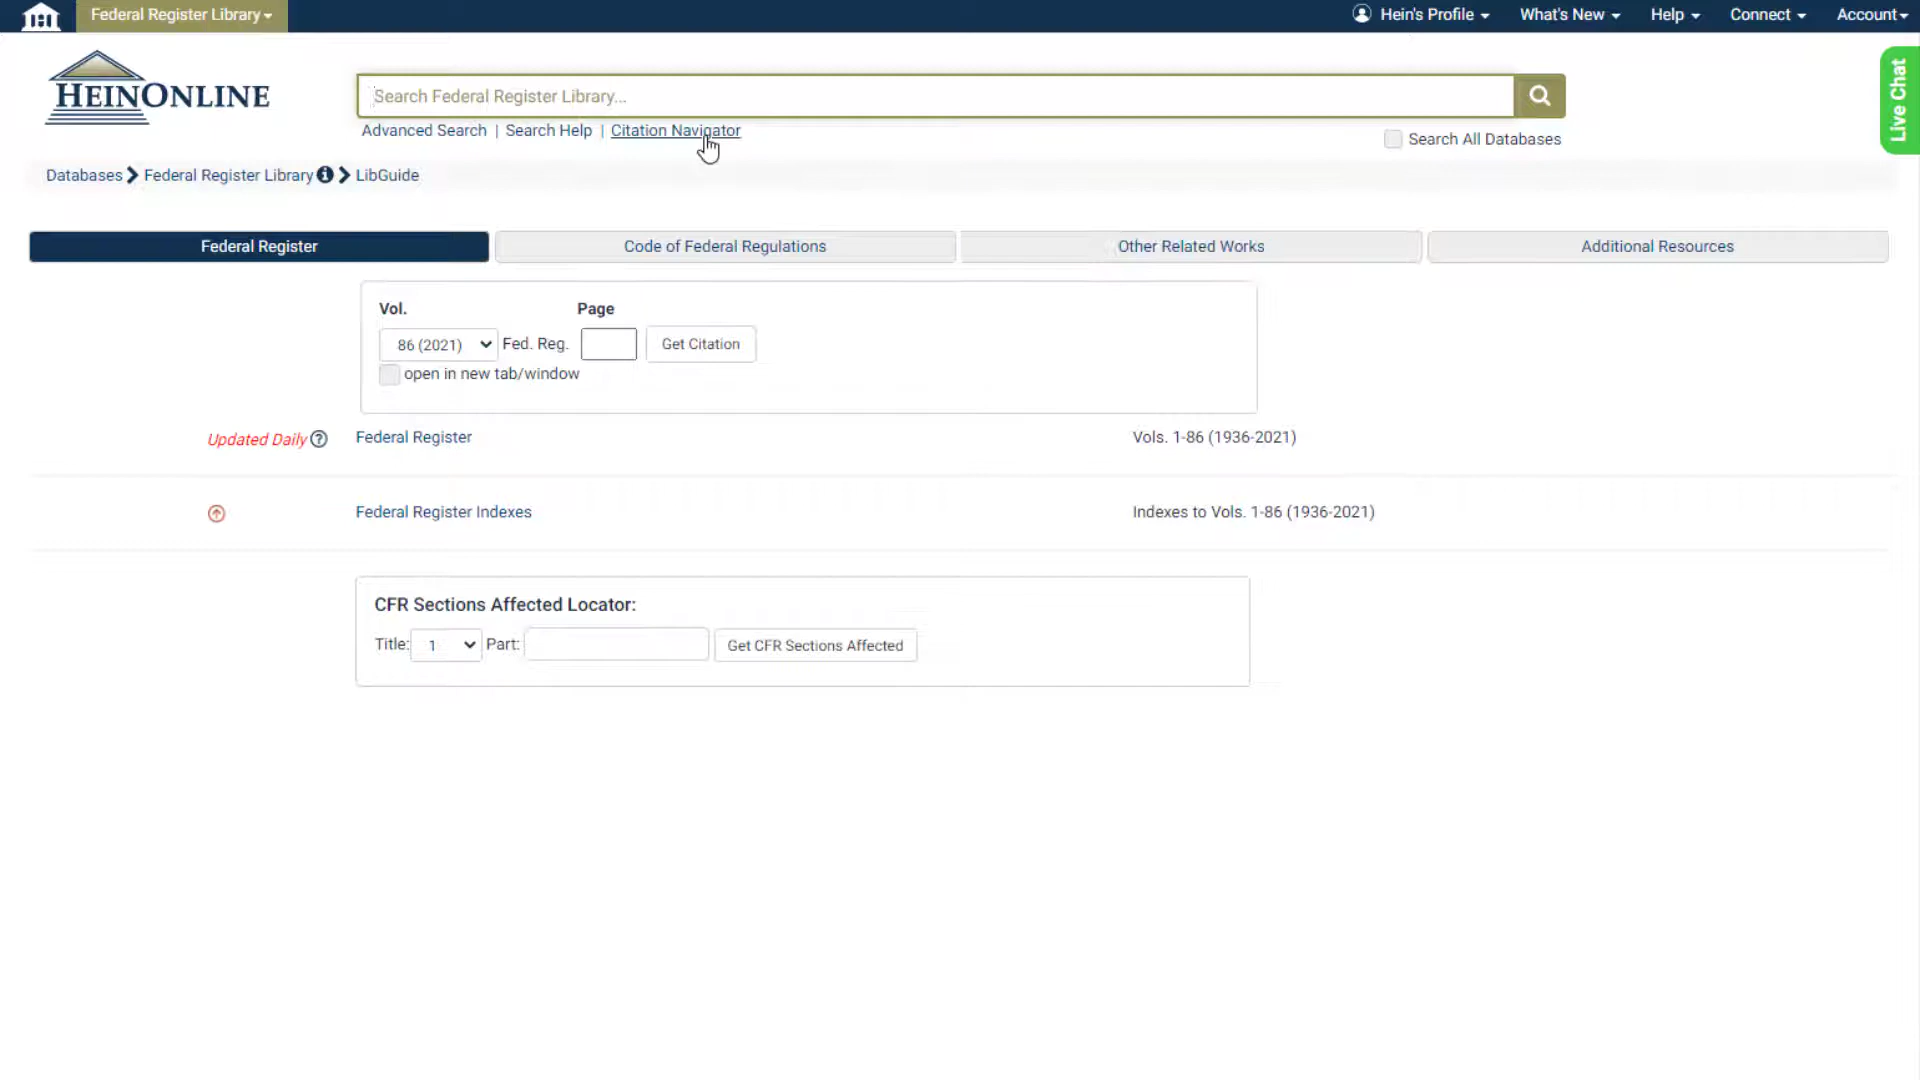 Federal Register Library
Hein's Profile
What's New
Help
Connect
Account
HEINONLINE
Search Federal Register Library...
Advanced Search | Search Help | Citation Navigator
Search All Databases
Live Chat
Databases Federal Register Library LibGuide
Federal Register
Code of Federal Regulations
Other Related Works
Additional Resources
Vol. Page
86 (2021) Fed. Reg. Get Citation
open in new tab/window
Updated Daily Federal Register Vols. 1-86 (1936-2021)
Federal Register Indexes Indexes to Vols. 1-86 (1936-2021)
CFR Sections Affected Locator:
Title: 1 Part: Get CFR Sections Affected